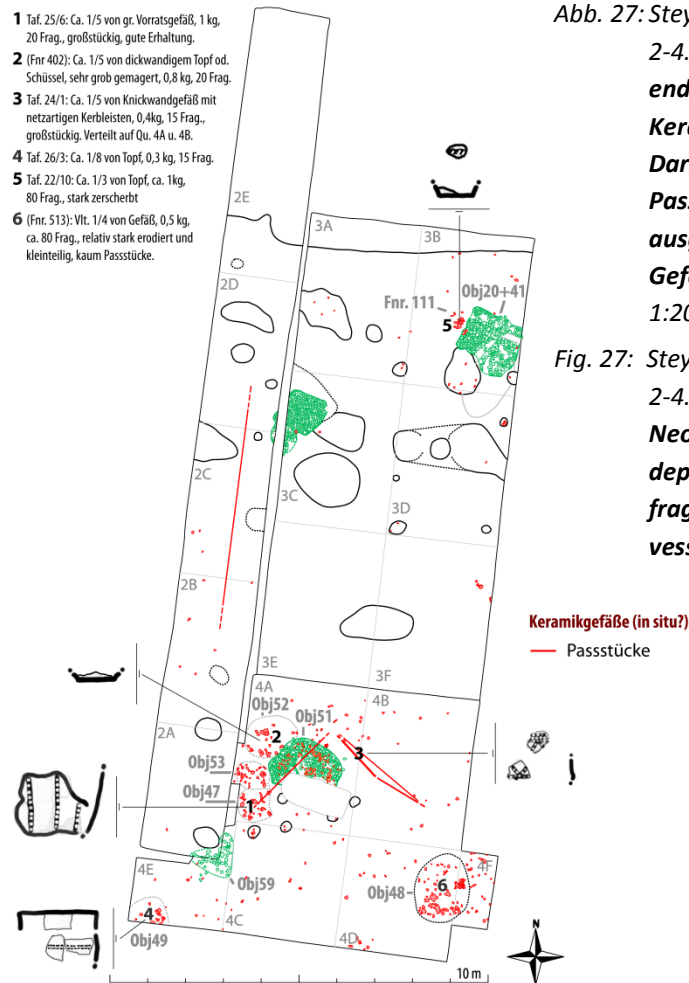 1 Taf. 25/6: Ca. 1/5 von gr. Vorratsgefäß, 1 kg,
20 Frag., großstückig, gute Erhaltung.
2 (Fnr 402): Ca. 1/5 von dickwandigem Topf od.
Schüssel, sehr grob gemagert, 0,8 kg, 20 Frag.
3 Taf. 24/1: Ca. 1/5 von Knickwandgefäß mit
netzartigen Kerbleisten, 0,4kg, 15 Frag.,
großstückig. Verteilt auf Qu. 4A u. 4B.
4 Taf. 26/3: Ca. 1/8 von Topf, 0,3 kg, 15 Frag.
5 Taf. 22/10: Ca. 1/3 von Topf, ca. 1kg,
80 Frag., stark zerscherbt
6 (Fnr. 513): Vlt. 1/4 von Gefäß, 0,5 kg,
ca. 80 Frag., relativ stark erodiert und
kleinteilig, kaum Passstücke.
Abb. 27: Stey
2-4.
end
Kera
Dar
Pass
ausg
Gefä
1:20
Fig. 27: Stey
2-4.
Neo
dep
frag
vess
2E
3A
3B
2D
Obj20+41
Fnr. 111
5
2C
3C
3D
2B
Keramikgefäße (in situ?)
Passstücke
3E
3F
4A
4B
Obj52
Obj51
2
2A
3
Obj53
Obj47
1
4E
4F
Obj59
Obj48
6
4
4C
4D
Obj49
N
10 m